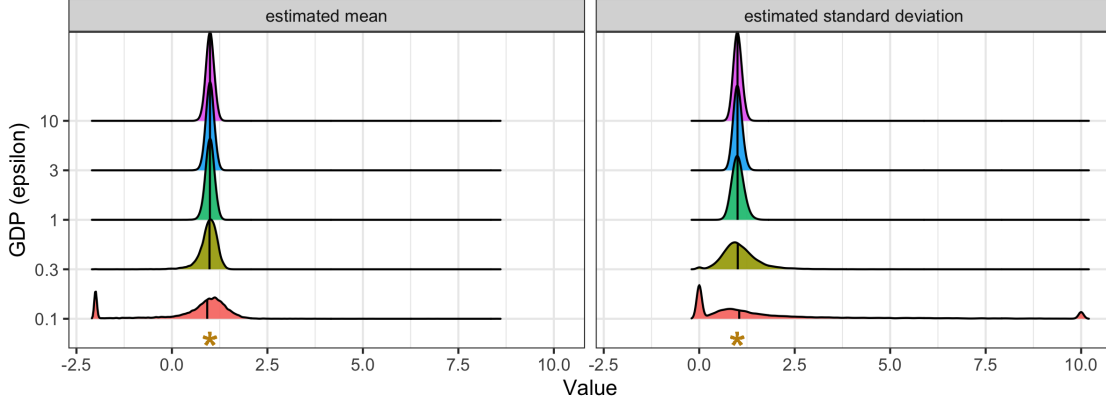 estimated mean
estimated standard deviation
GDP (epsilon)
10
3
1
0.3
0.1
*
*
-2.5 0.0 2.5 5.0 7.5 10.0
-2.5 0.0 2.5 5.0 7.5 10.0
Value